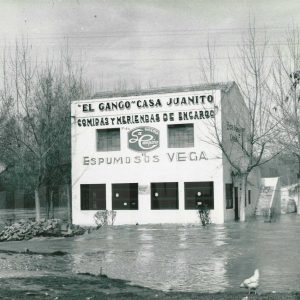 "EL GANGO" CASA JUANITO
COMIDAS Y MERIENDAS DE ENCARGO
ESPUMOSOS VEGA